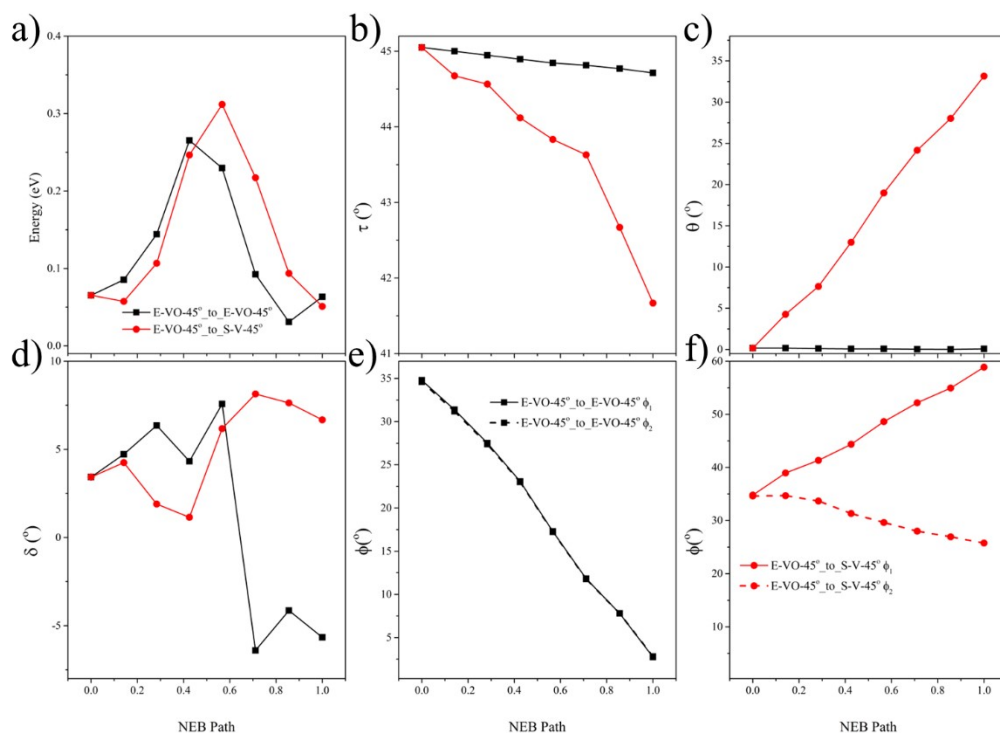 a)
0.4
0.3
0.2
0.1
0.0
Energy (eV)
E-VO-45°_to_E-VO-45°
E-VO-45°_to_S-V-45°
b)
45
44
43
42
41
τ (°)
c)
35
30
25
20
15
10
5
0
θ (°)
d)
5
0
-5
δ (°)
0.0 0.2 0.4 0.6 0.8 1.0
NEB Path
e)
35
30
25
20
15
10
5
ϕ(°)
E-VO-45°_to_E-VO-45° ϕ₁
E-VO-45°_to_E-VO-45° ϕ₂
0.0 0.2 0.4 0.6 0.8 1.0
NEB Path
f)
60
50
40
30
20
10
0
ϕ(°)
E-VO-45°_to_S-V-45° ϕ₁
E-VO-45°_to_S-V-45° ϕ₂
0.0 0.2 0.4 0.6 0.8 1.0
NEB Path